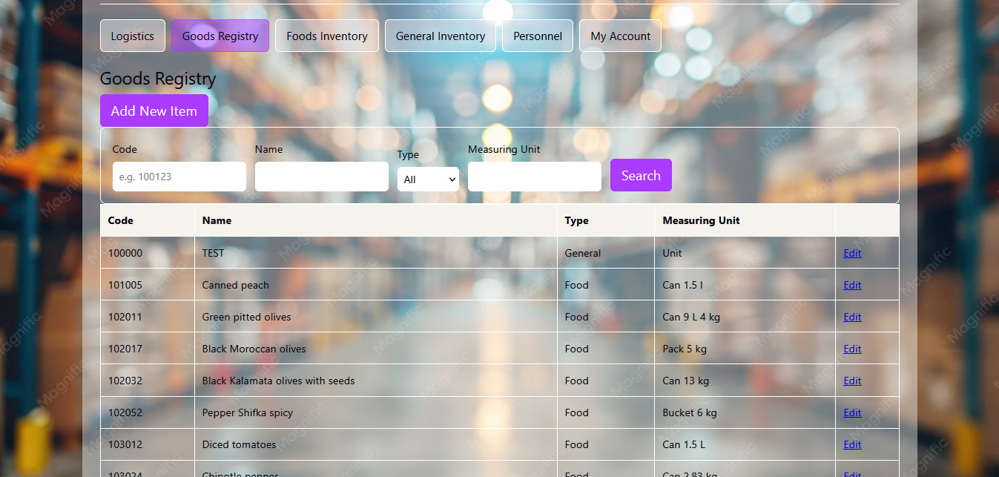 Logistics Goods Registry Foods Inventory General Inventory Personnel My Account
Goods Registry
Add New Item
Code Name Type Measuring Unit
e.g. 100123 All Search
Code Name Type Measuring Unit
100000 TEST General Unit Edit
101005 Canned peach Food Can 1.5 l Edit
102011 Green pitted olives Food Can 9 L 4 kg Edit
102017 Black Moroccan olives Food Pack 5 kg Edit
102032 Black Kalamata olives with seeds Food Can 13 kg Edit
102052 Pepper Shifka spicy Food Bucket 6 kg Edit
103012 Diced tomatoes Food Can 1.5 L Edit
103024 Chipotle pepper Food Can 2.83 kg Edit
Magnific